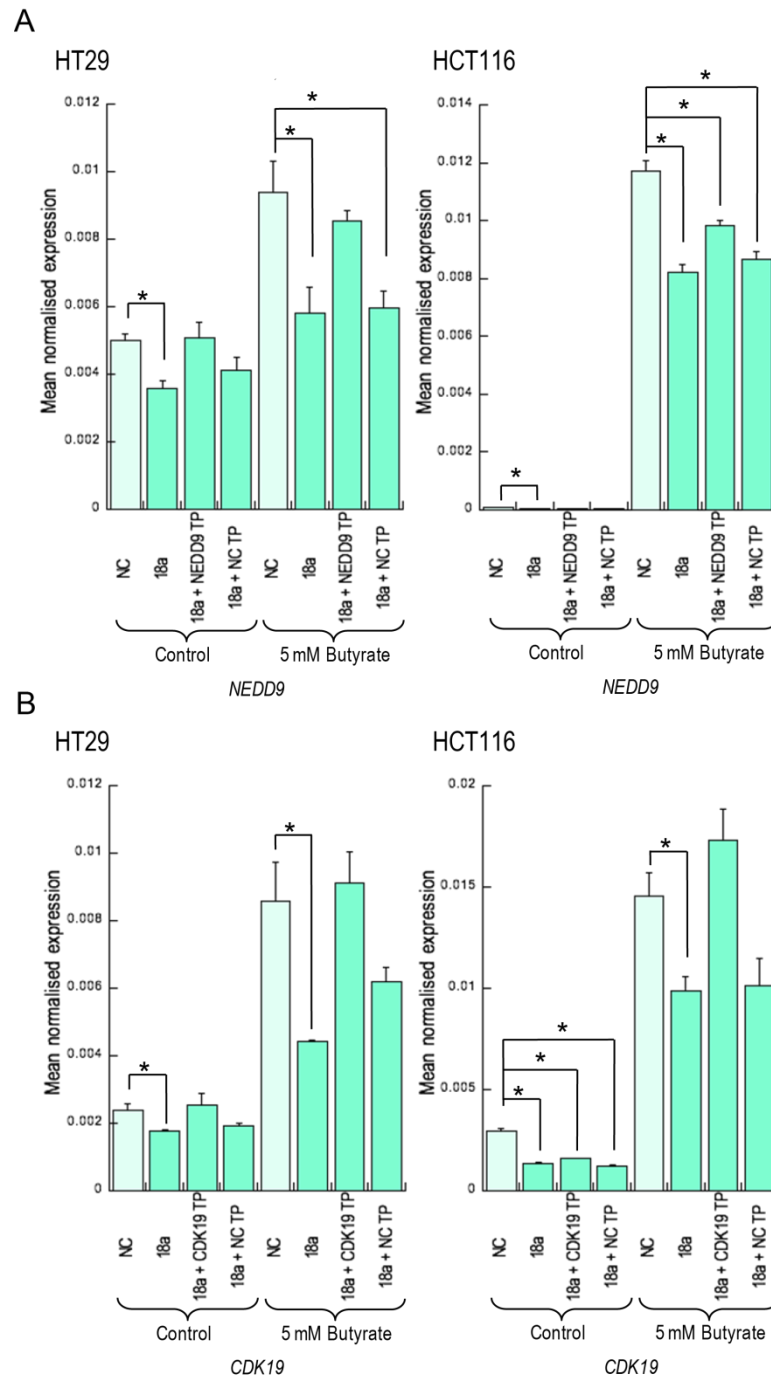 A
HT29
HCT116
0.012
0.01
0.008
0.006
0.004
0.002
0
Mean normalised expression
*
*
*
NC
18a
18a + NEDD9 TP
18a + NC TP
NC
18a
18a + NEDD9 TP
18a + NC TP
Control
5 mM Butyrate
NEDD9
0.014
0.012
0.01
0.008
0.006
0.004
0.002
0
Mean normalised expression
*
*
*
*
NC
18a
18a + NEDD9 TP
18a + NC TP
NC
18a
18a + NEDD9 TP
18a + NC TP
Control
5 mM Butyrate
NEDD9
B
HT29
HCT116
0.012
0.01
0.008
0.006
0.004
0.002
0
Mean normalised expression
*
*
NC
18a
18a + CDK19 TP
18a + NC TP
NC
18a
18a + CDK19 TP
18a + NC TP
Control
5 mM Butyrate
CDK19
0.02
0.015
0.01
0.005
0
Mean normalised expression
*
*
*
*
NC
18a
18a + CDK19 TP
18a + NC TP
NC
18a
18a + CDK19 TP
18a + NC TP
Control
5 mM Butyrate
CDK19